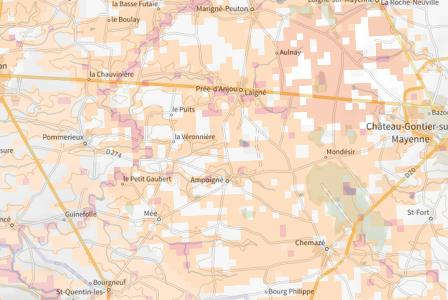 la Basse Futaie
Marigné-Peuton
La Roche-Neuville
le Boulay
Aulnay
la Chauvinière
Prée-d'Anjou
Laigné
le Puits
Château-Gontier-su
Mayenne
Pommerieux
la Véronnière
D274
Mondésir
D20
le Petit Gaubert
Ampoigné
Guinefolle
Mée
St-Fort
Chemazé
Bourgneuf
St-Quentin-les-
Bourg Philippe